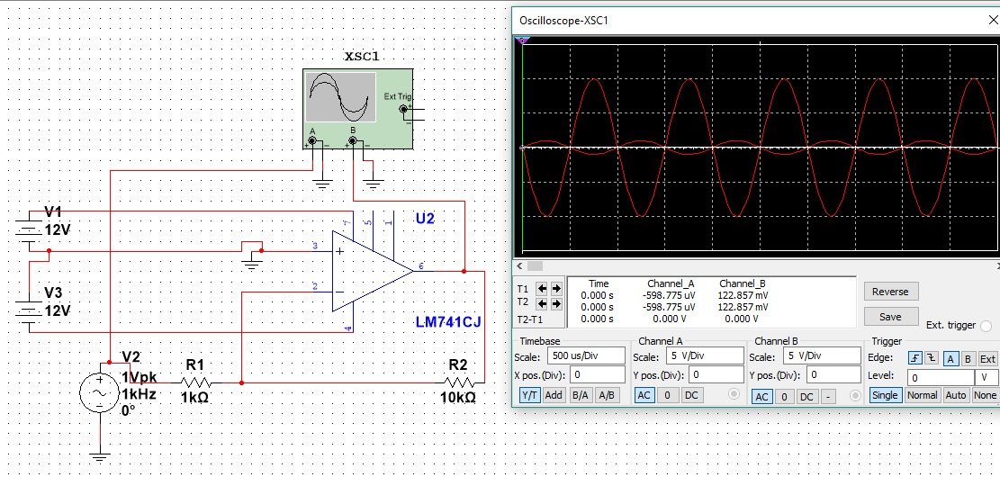 XSC1
Ext Trig
+
−
A
B
+ − + −
V1
12V
V3
12V
U2
7 5 1
3
+
2
−
6
4
LM741CJ
V2
1Vpk
1kHz
0°
+
R1
1kΩ
R2
10kΩ
Oscilloscope-XSC1
Time Channel_A Channel_B
T1 0.000 s -598.775 uV 122.857 mV
T2 0.000 s -598.775 uV 122.857 mV
T2-T1 0.000 s 0.000 V 0.000 V
Reverse
Save
Ext. trigger
Timebase
Scale: 500 us/Div
X pos.(Div): 0
Y/T Add B/A A/B
Channel A
Scale: 5 V/Div
Y pos.(Div): 0
AC 0 DC
Channel B
Scale: 5 V/Div
Y pos.(Div): 0
AC 0 DC -
Trigger
Edge: A B Ext
Level: 0 V
Single Normal Auto None